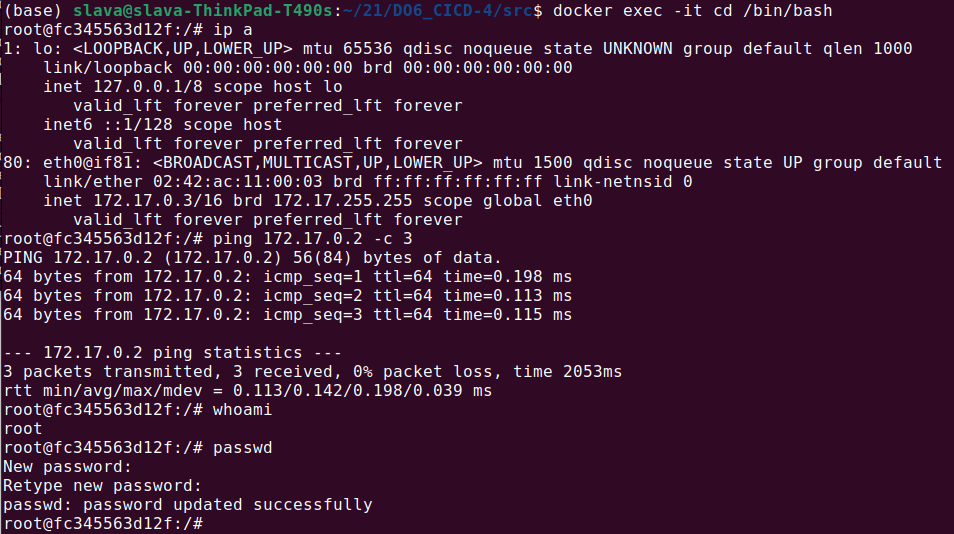 (base) slava@slava-ThinkPad-T490s:~/21/DO6_CICD-4/src$ docker exec -it cd /bin/bash
root@fc345563d12f:/# ip a
1: lo: <LOOPBACK,UP,LOWER_UP> mtu 65536 qdisc noqueue state UNKNOWN group default qlen 1000
    link/loopback 00:00:00:00:00:00 brd 00:00:00:00:00:00
    inet 127.0.0.1/8 scope host lo
       valid_lft forever preferred_lft forever
    inet6 ::1/128 scope host
       valid_lft forever preferred_lft forever
80: eth0@if81: <BROADCAST,MULTICAST,UP,LOWER_UP> mtu 1500 qdisc noqueue state UP group default
    link/ether 02:42:ac:11:00:03 brd ff:ff:ff:ff:ff:ff link-netnsid 0
    inet 172.17.0.3/16 brd 172.17.255.255 scope global eth0
       valid_lft forever preferred_lft forever
root@fc345563d12f:/# ping 172.17.0.2 -c 3
PING 172.17.0.2 (172.17.0.2) 56(84) bytes of data.
64 bytes from 172.17.0.2: icmp_seq=1 ttl=64 time=0.198 ms
64 bytes from 172.17.0.2: icmp_seq=2 ttl=64 time=0.113 ms
64 bytes from 172.17.0.2: icmp_seq=3 ttl=64 time=0.115 ms

--- 172.17.0.2 ping statistics ---
3 packets transmitted, 3 received, 0% packet loss, time 2053ms
rtt min/avg/max/mdev = 0.113/0.142/0.198/0.039 ms
root@fc345563d12f:/# whoami
root
root@fc345563d12f:/# passwd
New password:
Retype new password:
passwd: password updated successfully
root@fc345563d12f:/#